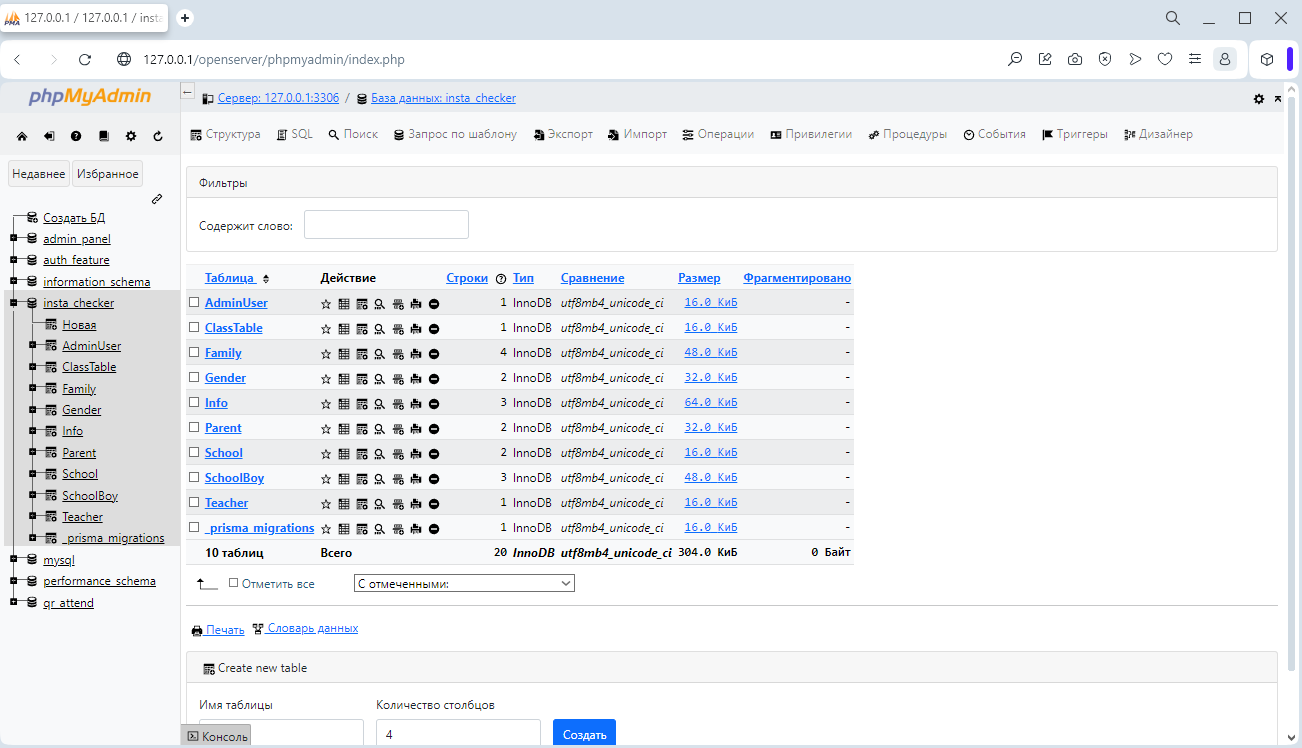 127.0.0.1 / 127.0.0.1 / insta
127.0.0.1/openserver/phpmyadmin/index.php
phpMyAdmin
Недавнее Избранное
Создать БД
admin_panel
auth_feature
information_schema
insta_checker
Новая
AdminUser
ClassTable
Family
Gender
Info
Parent
School
SchoolBoy
Teacher
_prisma_migrations
mysql
performance_schema
qr_attend
Сервер: 127.0.0.1:3306 / База данных: insta_checker
Структура SQL Поиск Запрос по шаблону Экспорт Импорт Операции Привилегии Процедуры События Триггеры Дизайнер
Фильтры
Содержит слово:
Таблица Действие Строки Тип Сравнение Размер Фрагментировано
AdminUser 1 InnoDB utf8mb4_unicode_ci 16.0 КиБ -
ClassTable 1 InnoDB utf8mb4_unicode_ci 16.0 КиБ -
Family 4 InnoDB utf8mb4_unicode_ci 48.0 КиБ -
Gender 2 InnoDB utf8mb4_unicode_ci 32.0 КиБ -
Info 3 InnoDB utf8mb4_unicode_ci 64.0 КиБ -
Parent 2 InnoDB utf8mb4_unicode_ci 32.0 КиБ -
School 2 InnoDB utf8mb4_unicode_ci 16.0 КиБ -
SchoolBoy 3 InnoDB utf8mb4_unicode_ci 48.0 КиБ -
Teacher 1 InnoDB utf8mb4_unicode_ci 16.0 КиБ -
_prisma_migrations 1 InnoDB utf8mb4_unicode_ci 16.0 КиБ -
10 таблиц Всего 20 InnoDB utf8mb4_unicode_ci 304.0 КиБ 0 Байт
Отметить все С отмеченными:
Печать Словарь данных
Create new table
Имя таблицы Количество столбцов
4 Создать
Консоль